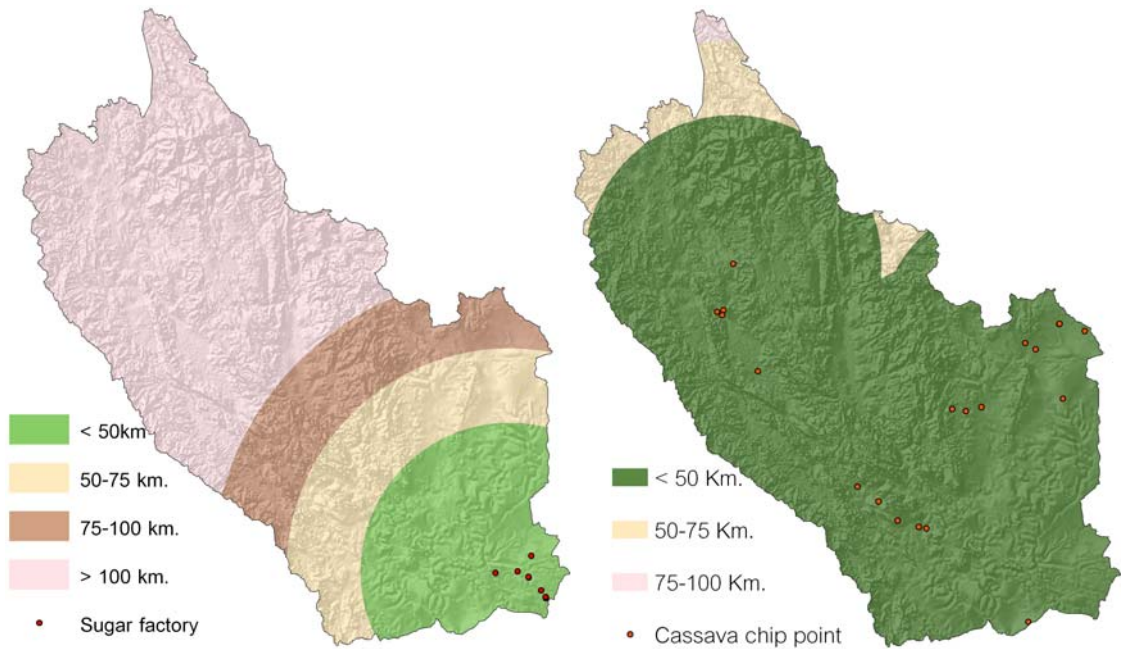 < 50km
50-75 km.
75-100 km.
> 100 km.
Sugar factory
< 50 Km.
50-75 Km.
75-100 Km.
Cassava chip point